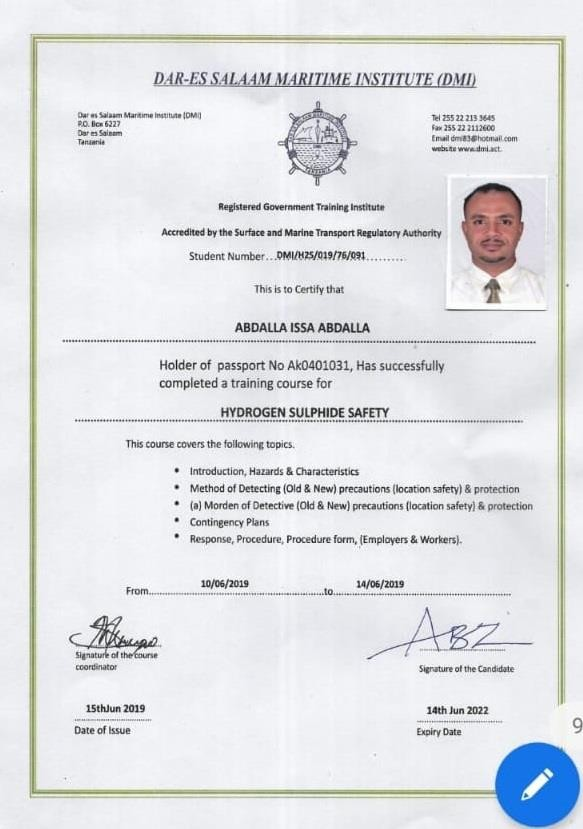 DAR-ES SALAAM MARITIME INSTITUTE (DMI)
Dar es Salaam Maritime Institute (DMI)
P.O. Box 6227
Dar es Salaam
Tanzania
Tel 255 22 213 3645
Fax 255 22 2112600
Email dmi83@hotmail.com
website www.dmi.act.
TANZANIA
Registered Government Training Institute
Accredited by the Surface and Marine Transport Regulatory Authority
Student Number...DMI/H2S/019/76/091.........
This is to Certify that
ABDALLA ISSA ABDALLA
Holder of passport No Ak0401031, Has successfully
completed a training course for
HYDROGEN SULPHIDE SAFETY
This course covers the following topics.
• Introduction, Hazards & Characteristics
• Method of Detecting (Old & New) precautions (location safety) & protection
• (a) Morden of Detective (Old & New) precautions (location safety) & protection
• Contingency Plans
• Response, Procedure, Procedure form, (Employers & Workers).
From 10/06/2019 to 14/06/2019
ABZ
Signature of the course
coordinator
Signature of the Candidate
15thJun 2019
Date of Issue
14th Jun 2022
Expiry Date
9